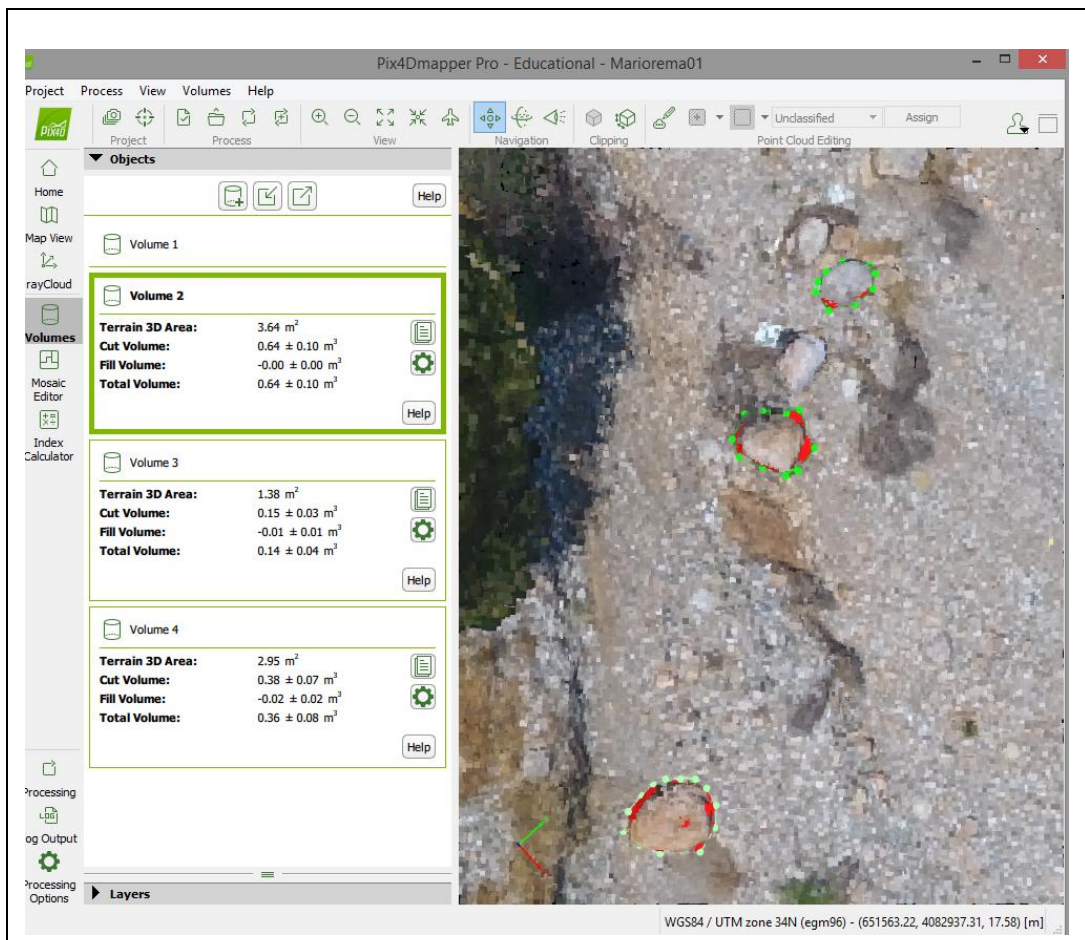 Pix4Dmapper Pro - Educational - Mariorema01
Project Process View Volumes Help
PIX4D
Project Process View Navigation Clipping Point Cloud Editing
Unclassified Assign
Home
Map View
rayCloud
Volumes
Mosaic
Editor
Index
Calculator
Processing
og Output
Processing
Options
Objects
Help
Volume 1
Volume 2
Terrain 3D Area: 3.64 m²
Cut Volume: 0.64 ± 0.10 m³
Fill Volume: -0.00 ± 0.00 m³
Total Volume: 0.64 ± 0.10 m³
Help
Volume 3
Terrain 3D Area: 1.38 m²
Cut Volume: 0.15 ± 0.03 m³
Fill Volume: -0.01 ± 0.01 m³
Total Volume: 0.14 ± 0.04 m³
Help
Volume 4
Terrain 3D Area: 2.95 m²
Cut Volume: 0.38 ± 0.07 m³
Fill Volume: -0.02 ± 0.02 m³
Total Volume: 0.36 ± 0.08 m³
Help
Layers
WGS84 / UTM zone 34N (egm96) - (651563.22, 4082937.31, 17.58) [m]